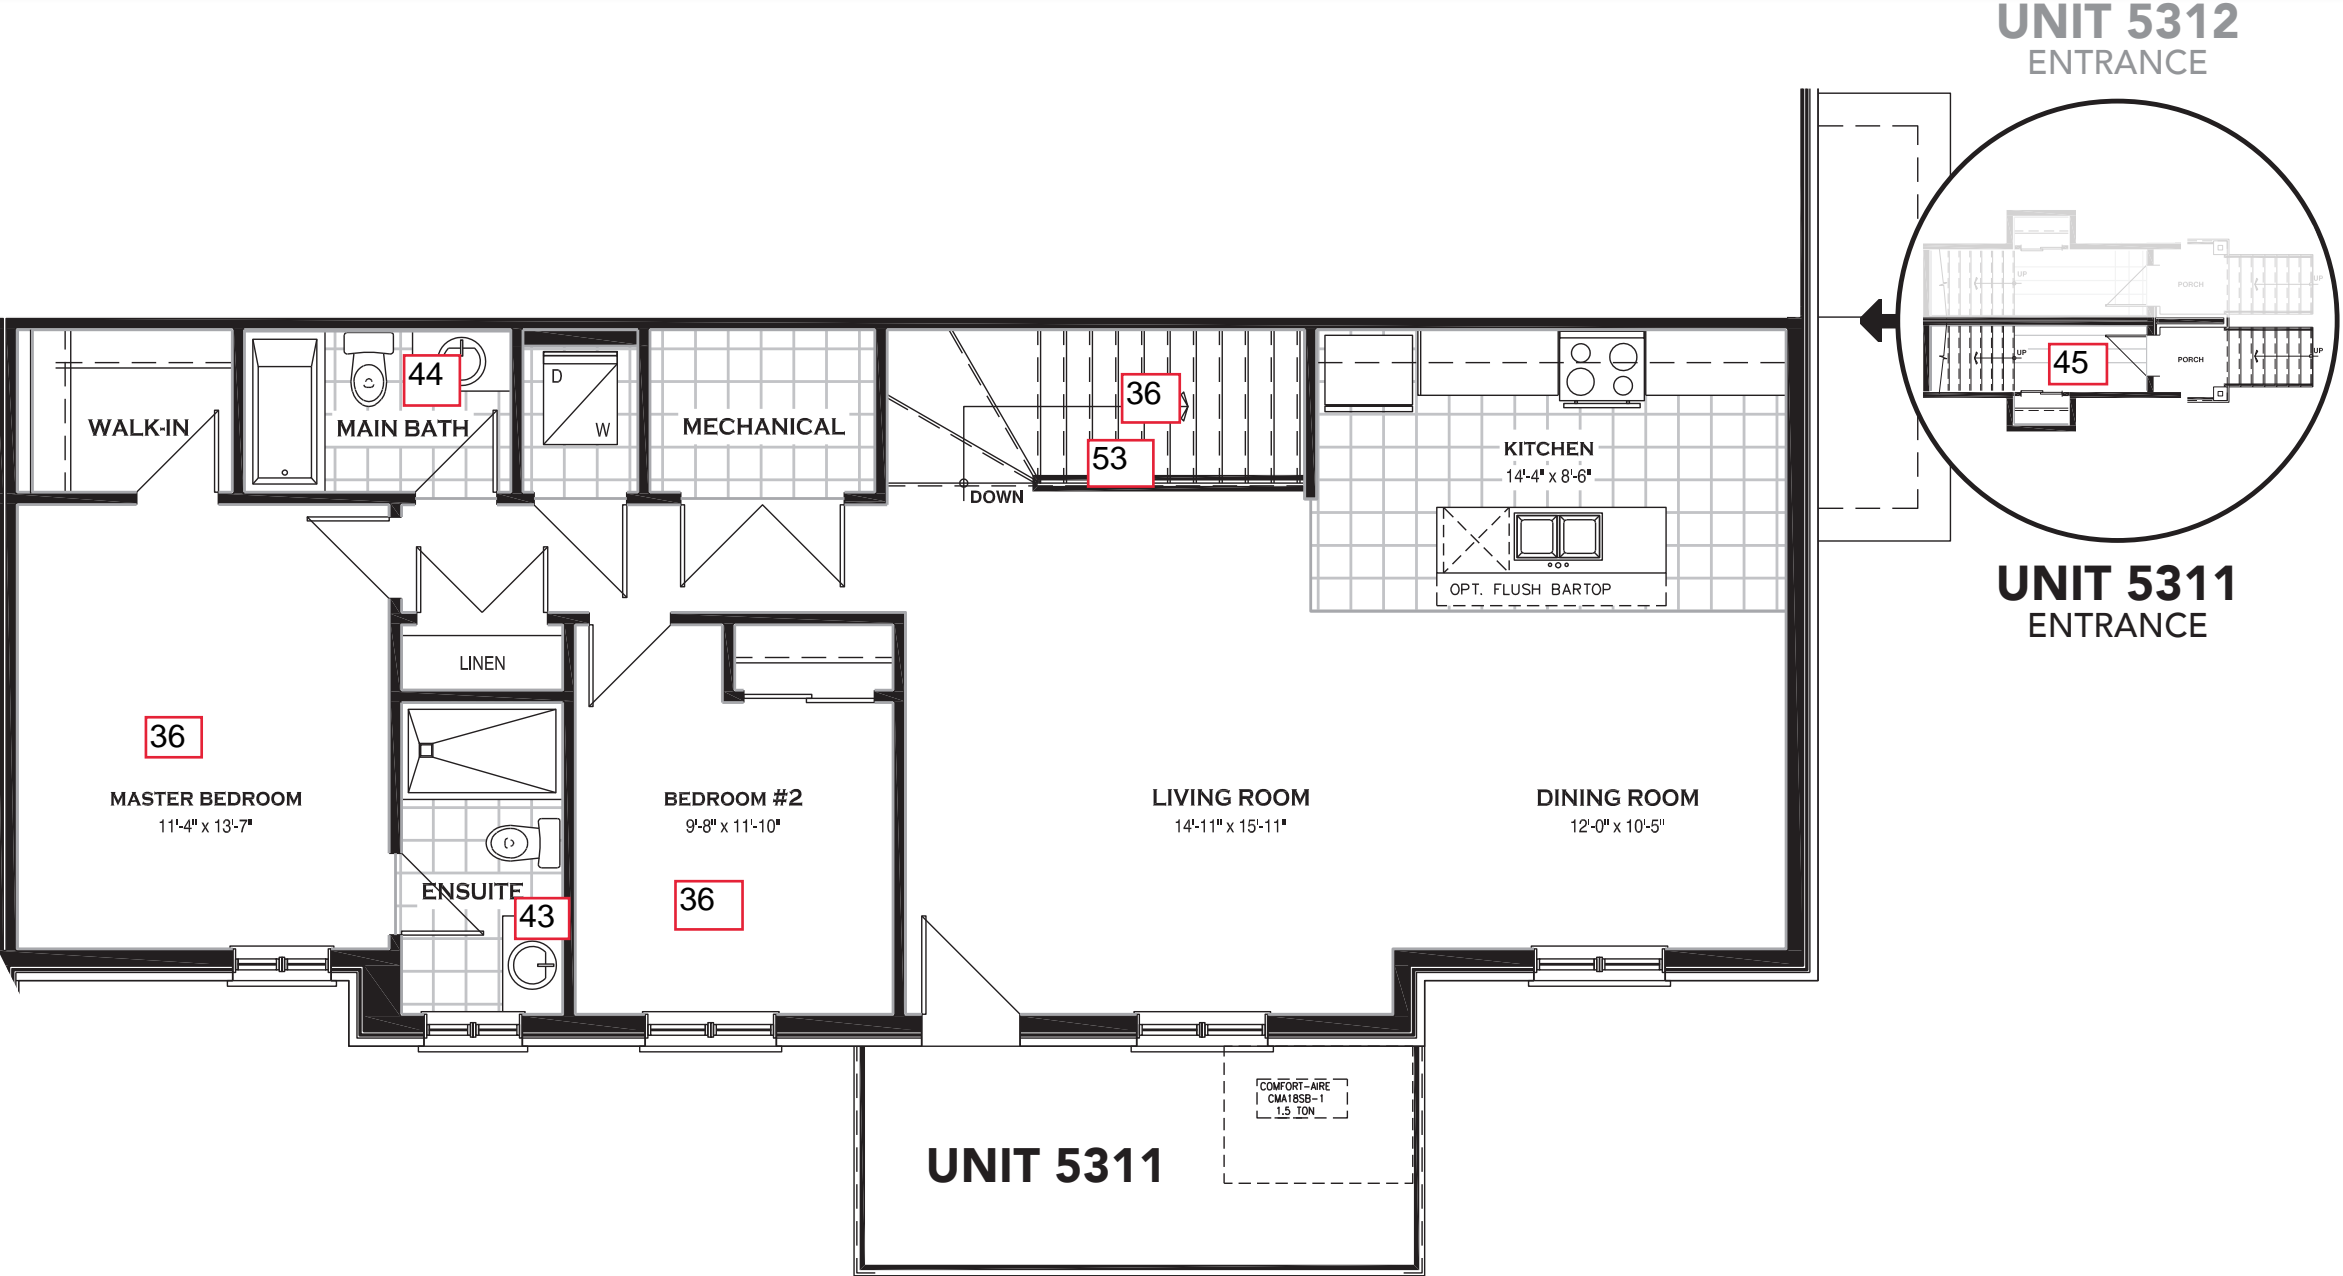 UNIT 5312
ENTRANCE
UP
PORCH
UP
UP
45
PORCH
UP
UNIT 5311
ENTRANCE
WALK-IN
44
MAIN BATH
D
W
MECHANICAL
36
53
DOWN
KITCHEN
14'-4" x 8'-6"
OPT. FLUSH BARTOP
LINEN
36
MASTER BEDROOM
11'-4" x 13'-7"
ENSUITE
43
BEDROOM #2
9'-8" x 11'-10"
36
LIVING ROOM
14'-11" x 15'-11"
DINING ROOM
12'-0" x 10'-5"
COMFORT-AIRE
CMA18SB-1
1.5 TON
UNIT 5311